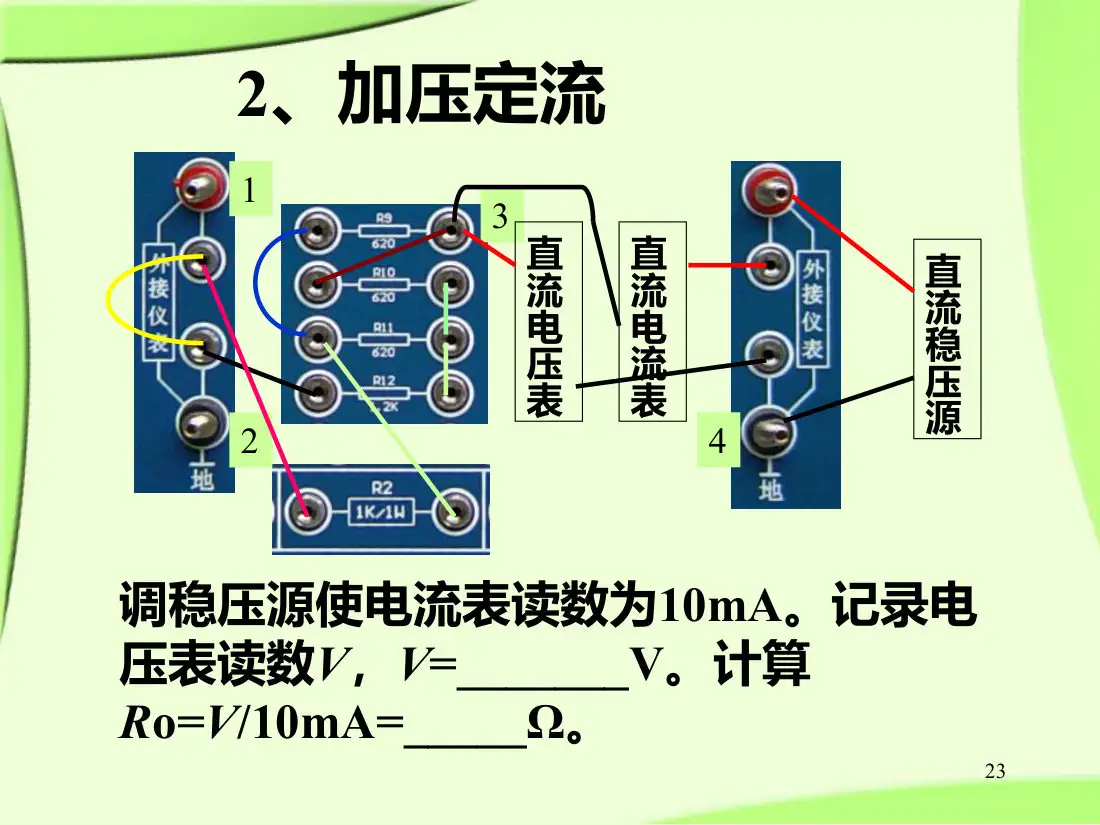 2、加压定流
1
外接仪表
地
2
R9
620
R10
620
R11
620
R12
1.2K
R2
1K/1W
3
直流电压表
直流电流表
4
外接仪表
地
直流稳压源
调稳压源使电流表读数为10mA。记录电
压表读数V，V=_______V。计算
Ro=V/10mA=_____Ω。
23